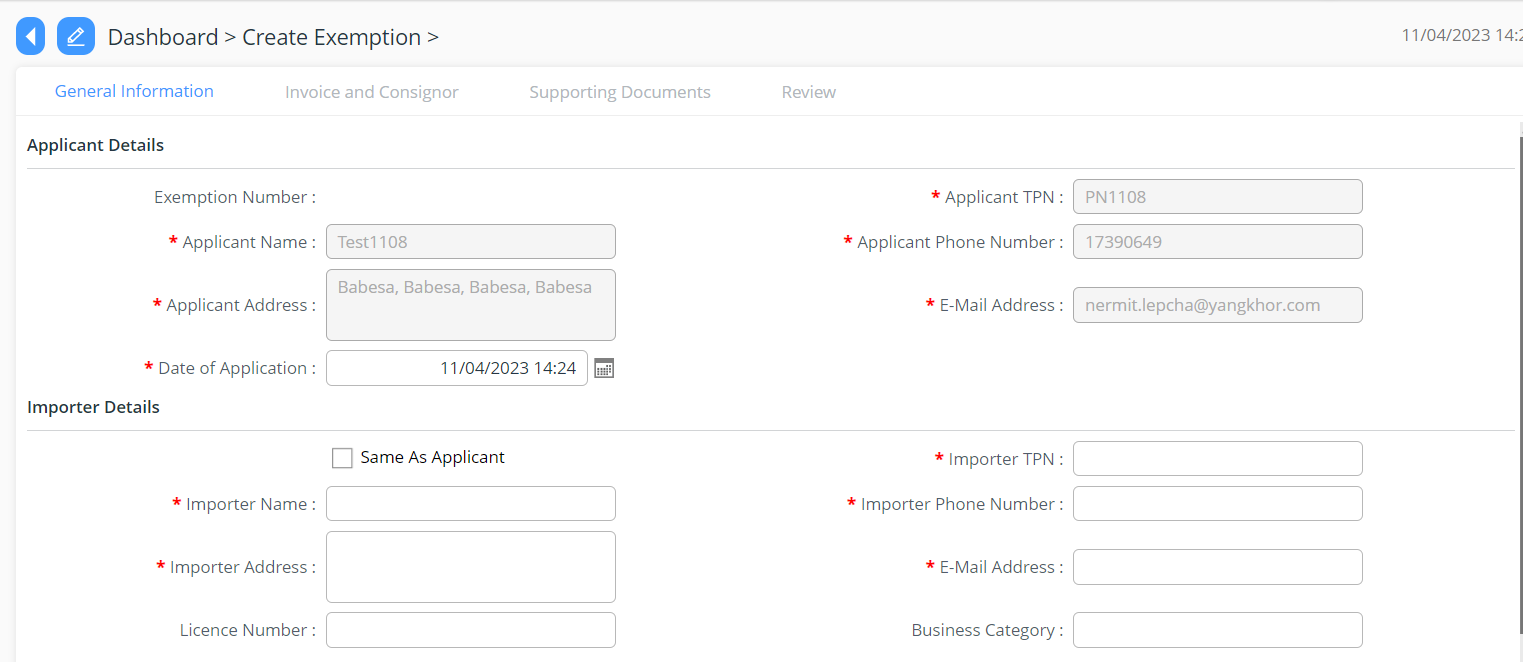 Dashboard > Create Exemption >
11/04/2023 14:2
General Information Invoice and Consignor Supporting Documents Review
Applicant Details
Exemption Number : * Applicant TPN : PN1108
* Applicant Name : Test1108 * Applicant Phone Number : 17390649
* Applicant Address : Babesa, Babesa, Babesa, Babesa * E-Mail Address : nermit.lepcha@yangkhor.com
* Date of Application : 11/04/2023 14:24
Importer Details
Same As Applicant * Importer TPN :
* Importer Name : * Importer Phone Number :
* Importer Address : * E-Mail Address :
Licence Number : Business Category :